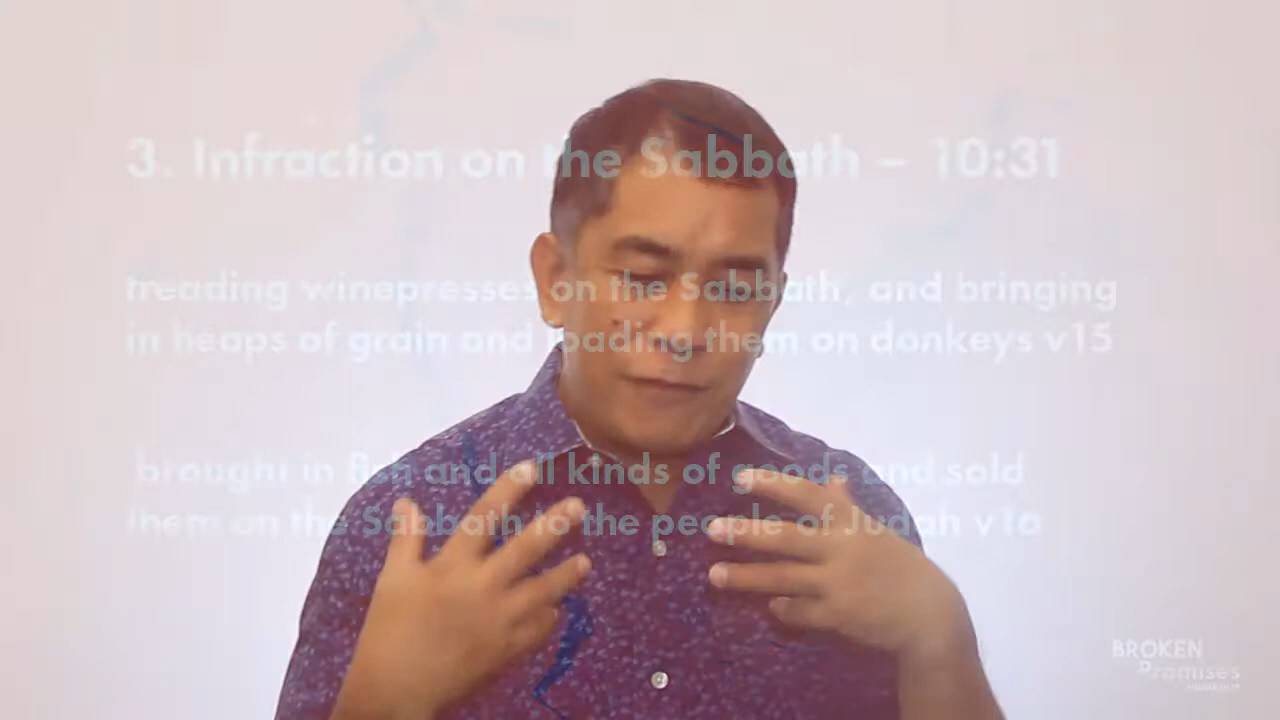 3. Infraction on the Sabbath – 10:31
treading winepresses on the Sabbath, and bringing
in heaps of grain and loading them on donkeys v15
brought in fish and all kinds of goods and sold
them on the Sabbath to the people of Judah v16
BROKEN
Promises